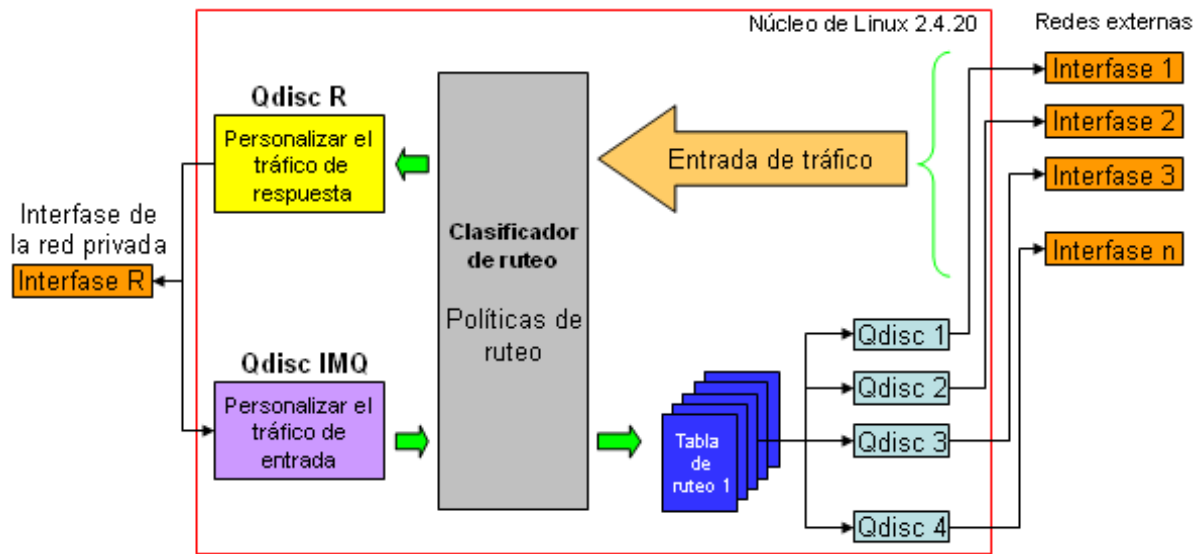 Núcleo de Linux 2.4.20
Redes externas
Interfase 1
Interfase 2
Interfase 3
Interfase n
Qdisc R
Personalizar el
tráfico de
respuesta
Entrada de tráfico
Interfase de
la red privada
Interfase R
Clasificador
de ruteo
Políticas de
ruteo
Qdisc IMQ
Personalizar el
tráfico de
entrada
Tabla
de
ruteo 1
Qdisc 1
Qdisc 2
Qdisc 3
Qdisc 4